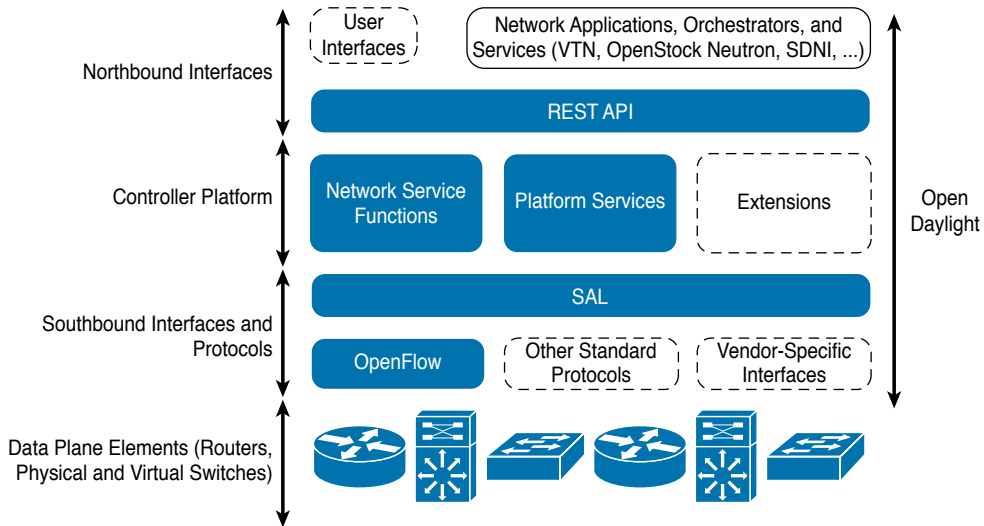 User
Interfaces
Network Applications, Orchestrators, and
Services (VTN, OpenStock Neutron, SDNI, ...)
Northbound Interfaces
REST API
Controller Platform
Network Service
Functions
Platform Services
Extensions
Open
Daylight
SAL
Southbound Interfaces and
Protocols
OpenFlow
Other Standard
Protocols
Vendor-Specific
Interfaces
Data Plane Elements (Routers,
Physical and Virtual Switches)